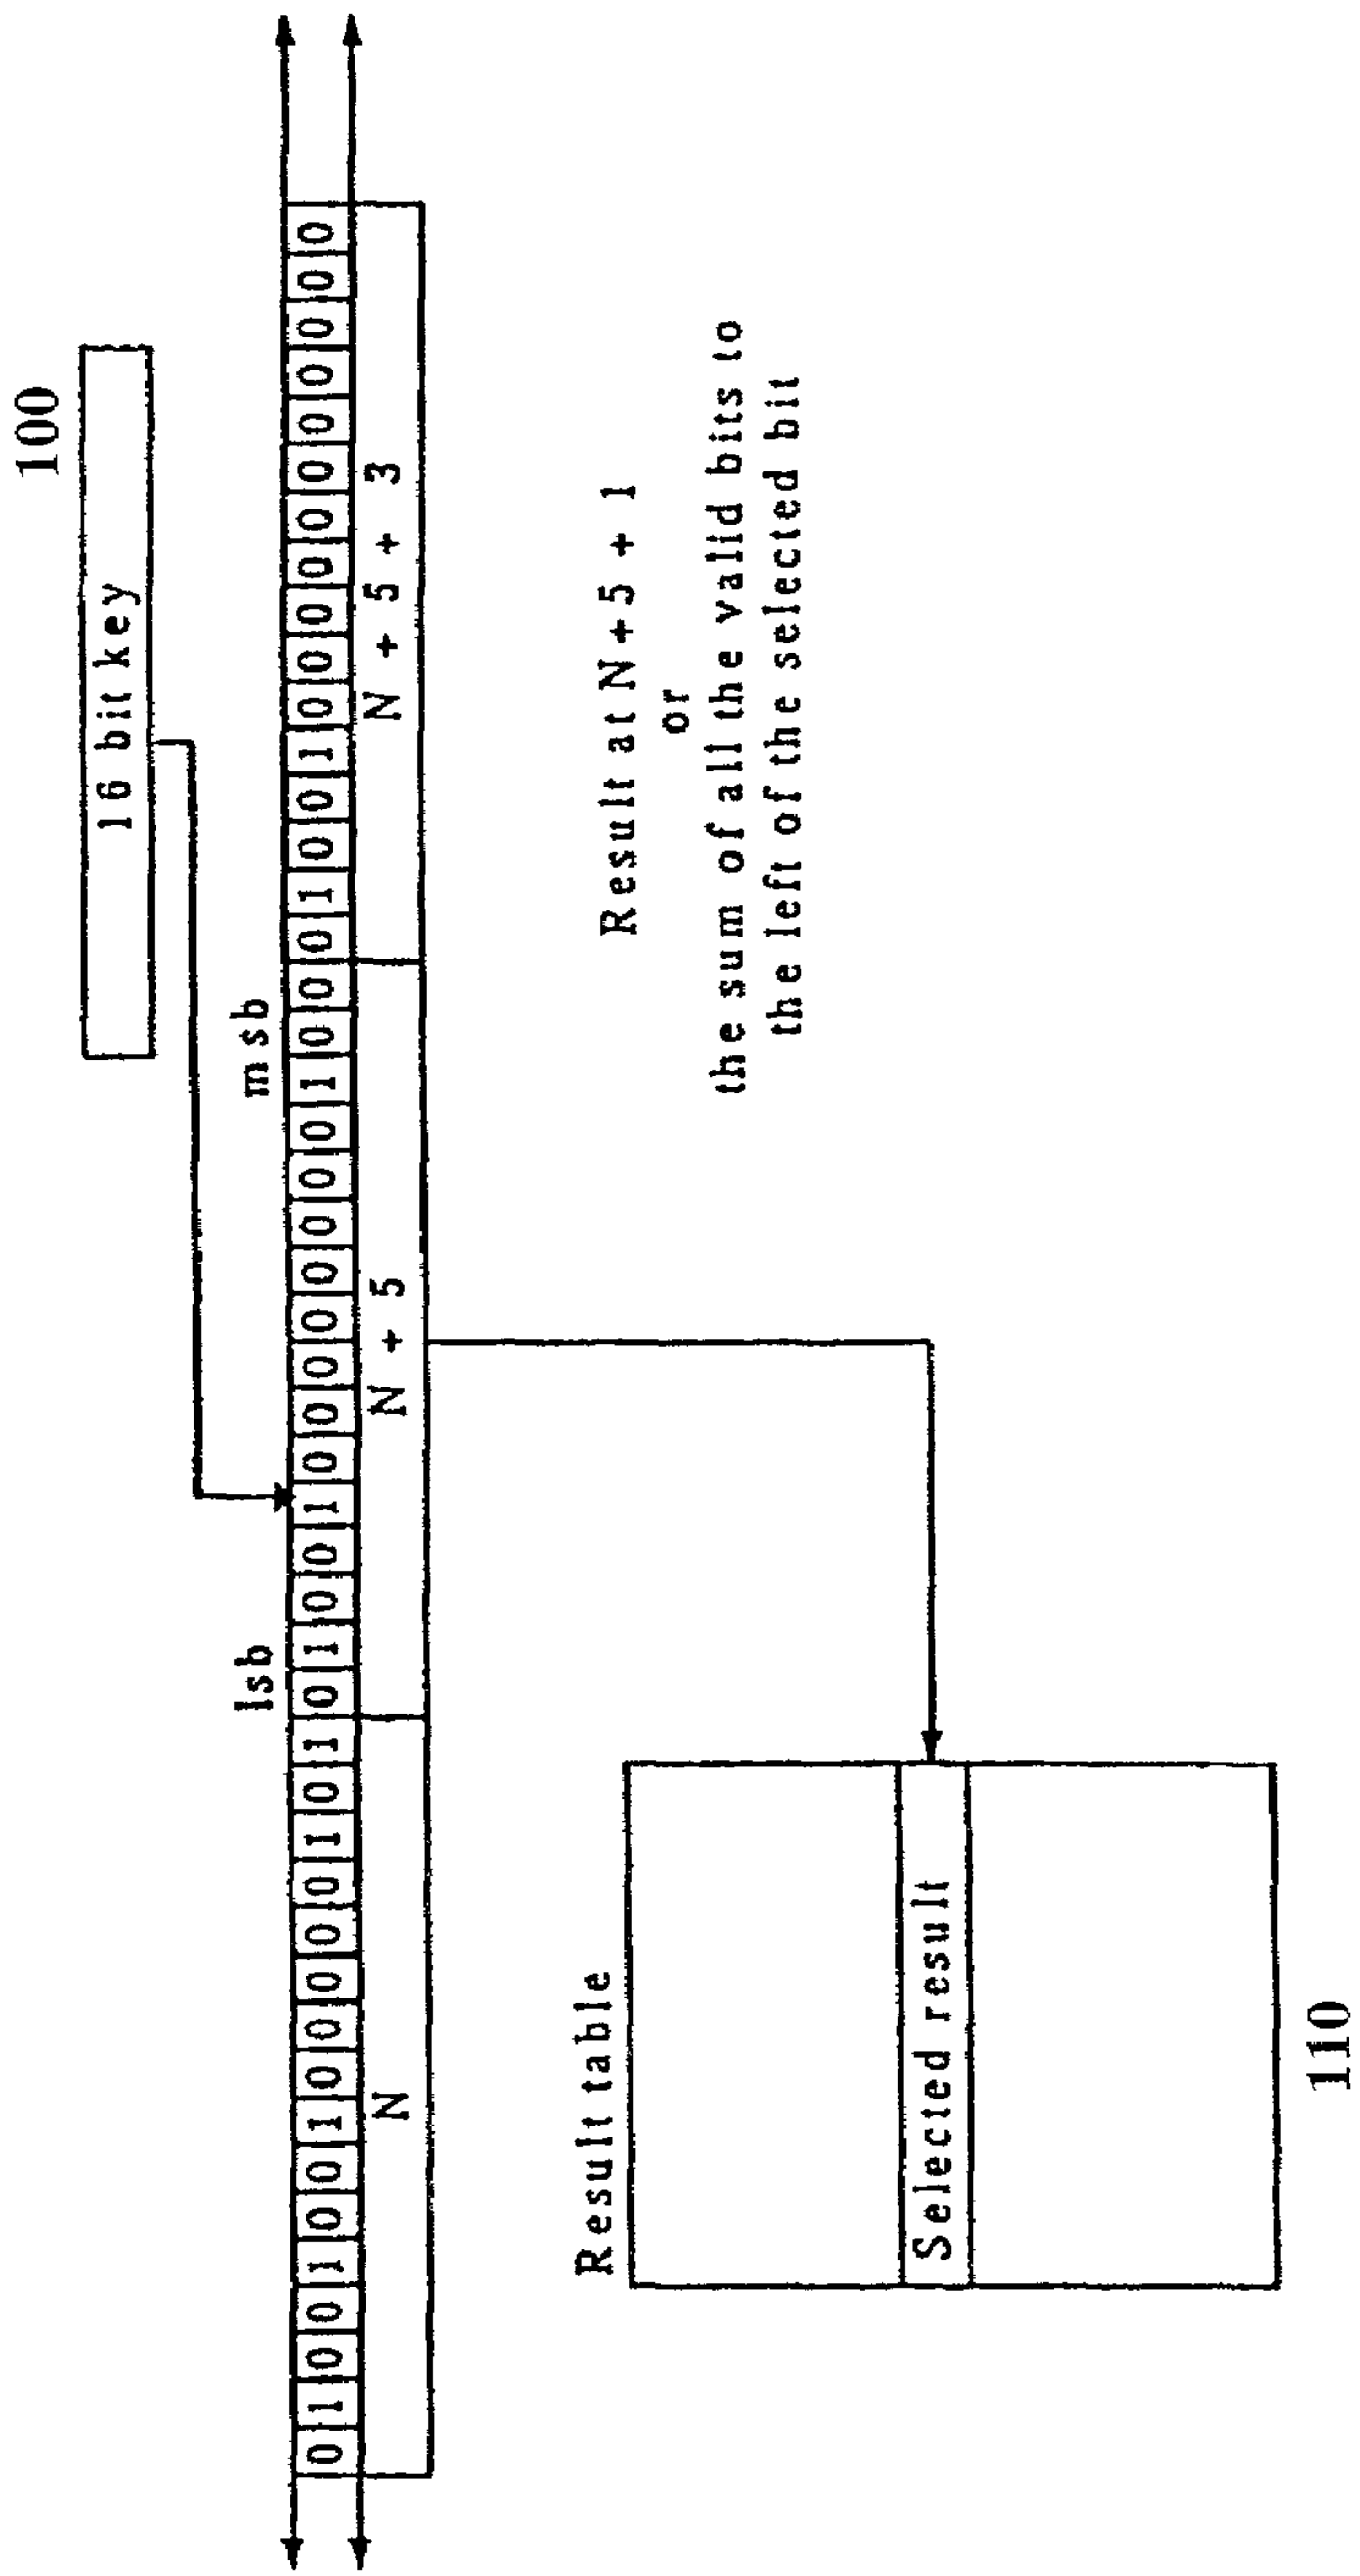 100
16 bit key
lsb msb
0 1 0 0 1 0 0 1 0 0 0 0 0 1 0 1 0 1 0 0 1 0 0 0 0 0 0 0 0 1 0 0 0 1 0 0 1 0 0 0 0 0 0 0 0 0 0 0
N N + 5 N + 5 + 3
Result table
Selected result
110
Result at N + 5 + 1
or
the sum of all the valid bits to
the left of the selected bit